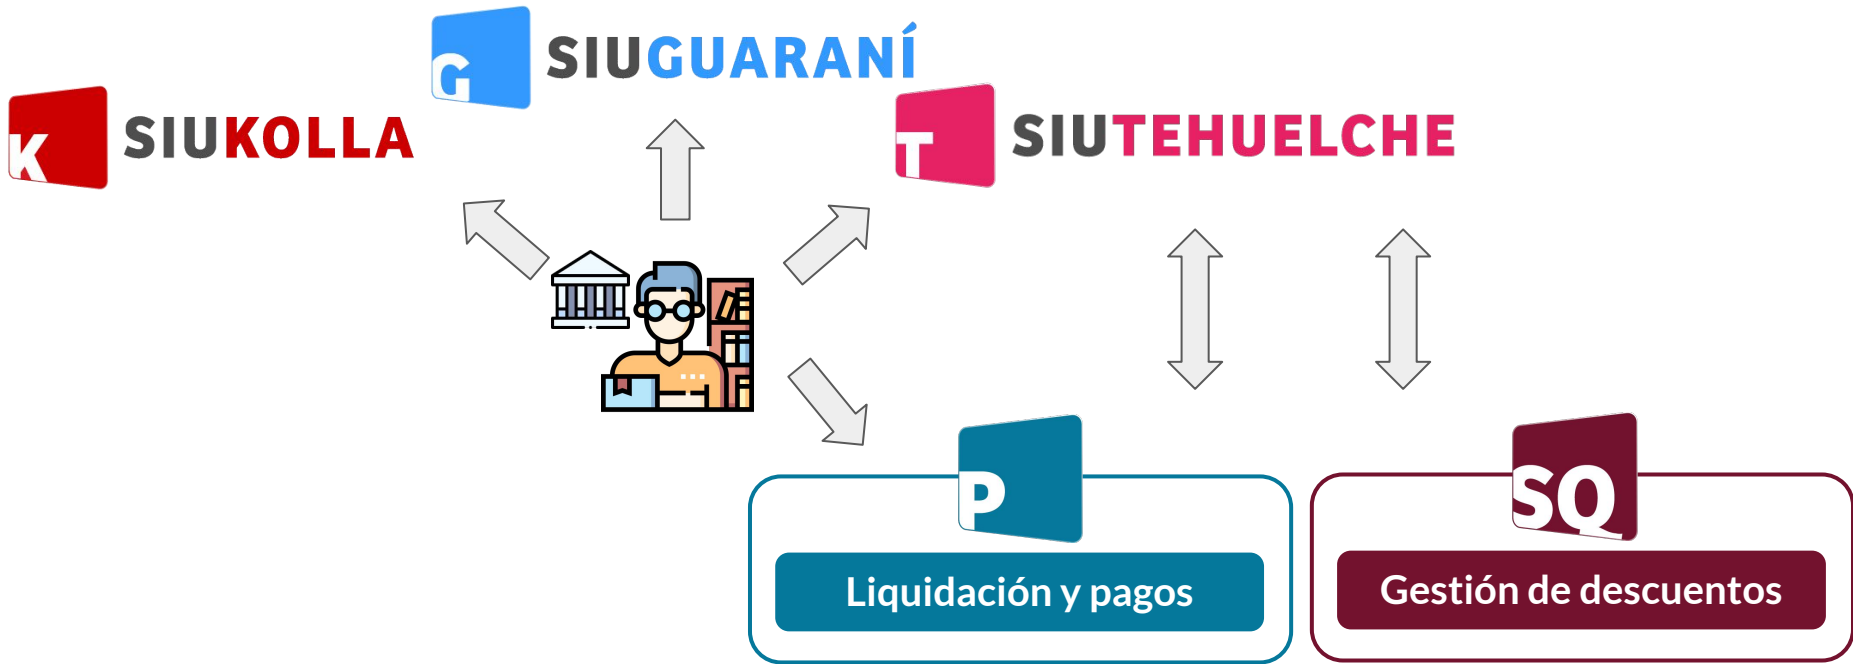 G SIUGUARANÍ
K SIUKOLLA
T SIUTEHUELCHE
P
Liquidación y pagos
SQ
Gestión de descuentos